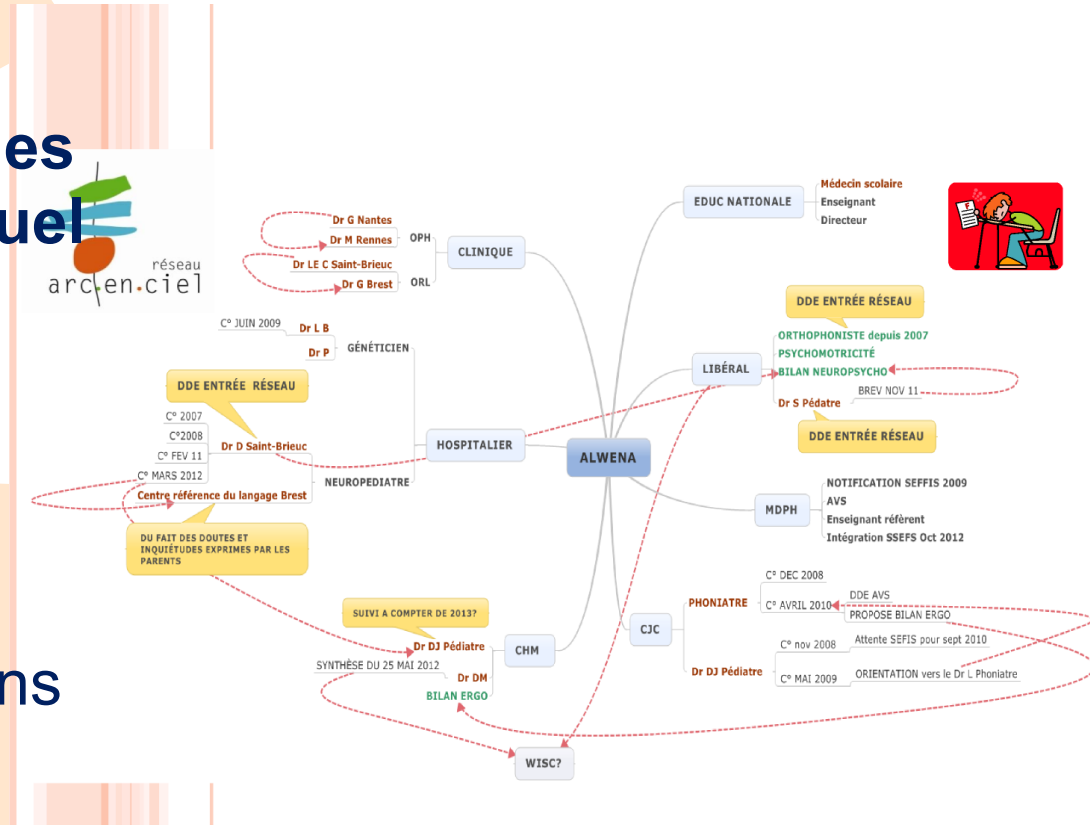 es
uel
réseau
arc.en.ciel
ns
ALWENA
EDUC NATIONALE
Médecin scolaire
Enseignant
Directeur
F
CLINIQUE
OPH
Dr G Nantes
Dr M Rennes
ORL
Dr LE C Saint-Brieuc
Dr G Brest
HOSPITALIER
GÉNÉTICIEN
C° JUIN 2009
Dr L B
Dr P
NEUROPEDIATRE
DDE ENTRÉE RÉSEAU
Dr D Saint-Brieuc
C° 2007
C°2008
C° FEV 11
C° MARS 2012
Centre référence du langage Brest
DU FAIT DES DOUTES ET
INQUIÉTUDES EXPRIMES PAR LES
PARENTS
LIBÉRAL
DDE ENTRÉE RÉSEAU
ORTHOPHONISTE depuis 2007
PSYCHOMOTRICITÉ
BILAN NEUROPSYCHO
Dr S Pédatre
BREV NOV 11
DDE ENTRÉE RÉSEAU
MDPH
NOTIFICATION SEFFIS 2009
AVS
Enseignant réfèrent
Intégration SSEFS Oct 2012
CJC
PHONIATRE
C° DEC 2008
C° AVRIL 2010
DDE AVS
PROPOSE BILAN ERGO
Dr DJ Pédiatre
C° nov 2008
Attente SEFIS pour sept 2010
C° MAI 2009
ORIENTATION vers le Dr L Phoniatre
CHM
SUIVI A COMPTER DE 2013?
Dr DJ Pédiatre
SYNTHÈSE DU 25 MAI 2012
Dr DM
BILAN ERGO
WISC?